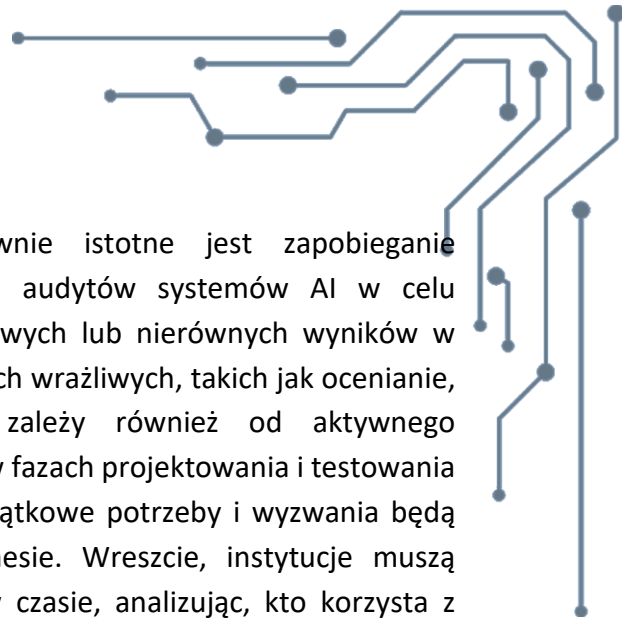 wnie istotne jest zapobieganie
audytów systemów AI w celu
wych lub nierównych wyników w
ch wrażliwych, takich jak ocenianie,
zależy również od aktywnego
w fazach projektowania i testowania
ątkowe potrzeby i wyzwania będą
nesie. Wreszcie, instytucje muszą
czasie, analizując, kto korzysta z